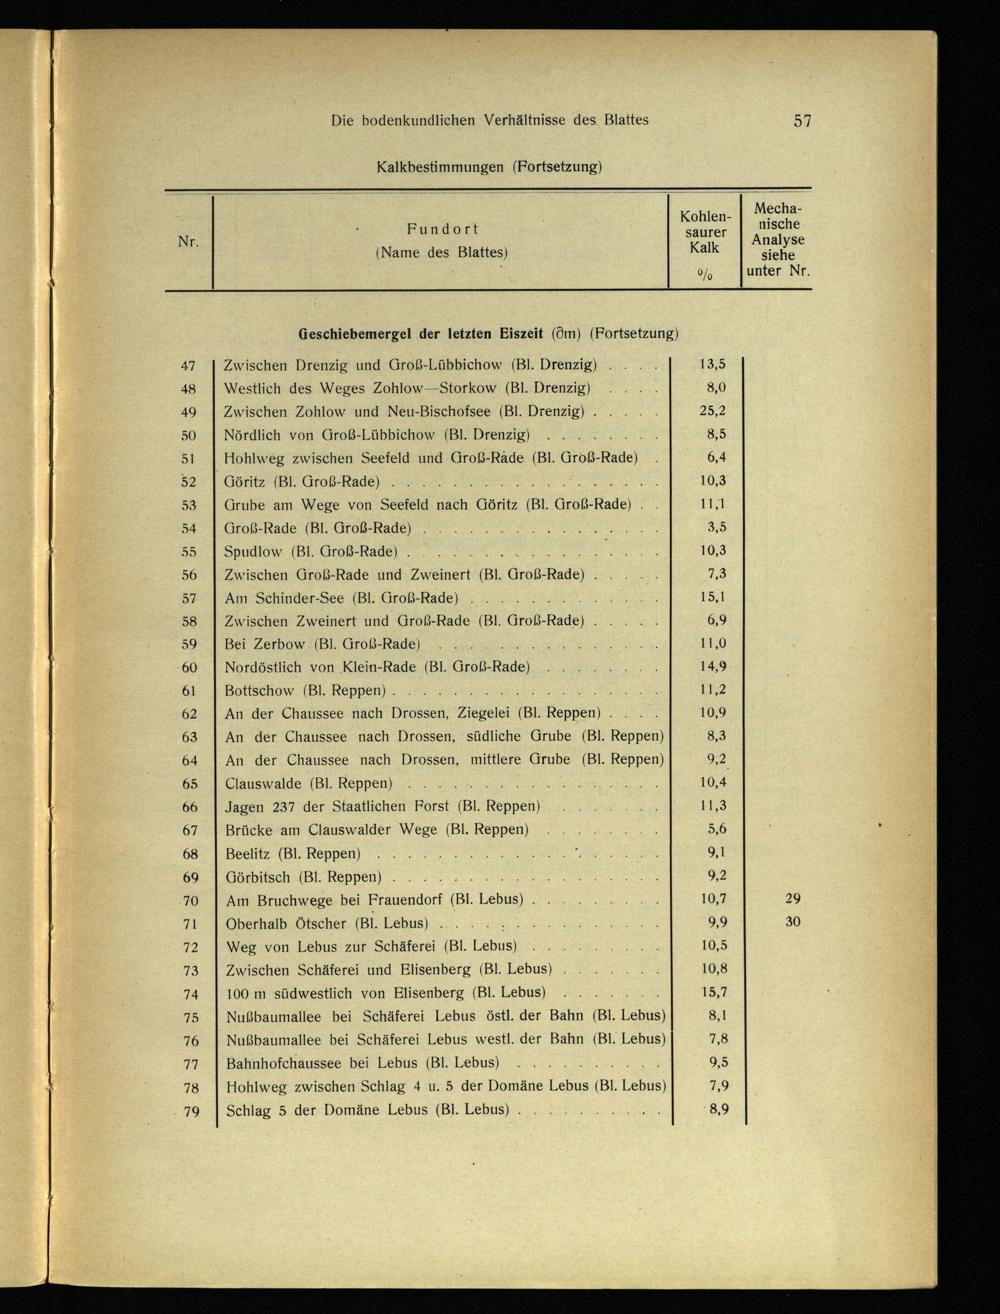 Die bodenkundlichen Verhältnisse des Blattes 57
Kalkbestimmungen (Fortsetzung)
Nr.
Fundort
(Name des Blattes)
Kohlen-
saurer
Kalk
%
Mecha-
nische
Analyse
siehe
unter Nr.
Geschiebemergel der letzten Eiszeit (∂m) (Fortsetzung)
47 Zwischen Drenzig und Groß-Lübbichow (Bl. Drenzig) . . . . 13,5
48 Westlich des Weges Zohlow—Storkow (Bl. Drenzig) . . . . 8,0
49 Zwischen Zohlow und Neu-Bischofsee (Bl. Drenzig) . . . . . 25,2
50 Nördlich von Groß-Lübbichow (Bl. Drenzig) . . . . . . . . 8,5
51 Hohlweg zwischen Seefeld und Groß-Rade (Bl. Groß-Rade) . 6,4
52 Göritz (Bl. Groß-Rade) . . . . . . . . . . . . . . . . . . 10,3
53 Grube am Wege von Seefeld nach Göritz (Bl. Groß-Rade) . . 11,1
54 Groß-Rade (Bl. Groß-Rade) . . . . . . . . . . . . . . . . 3,5
55 Spudlow (Bl. Groß-Rade) . . . . . . . . . . . . . . . . . 10,3
56 Zwischen Groß-Rade und Zweinert (Bl. Groß-Rade) . . . . . 7,3
57 Am Schinder-See (Bl. Groß-Rade) . . . . . . . . . . . . . 15,1
58 Zwischen Zweinert und Groß-Rade (Bl. Groß-Rade) . . . . . 6,9
59 Bei Zerbow (Bl. Groß-Rade) . . . . . . . . . . . . . . . 11,0
60 Nordöstlich von Klein-Rade (Bl. Groß-Rade) . . . . . . . . 14,9
61 Bottschow (Bl. Reppen) . . . . . . . . . . . . . . . . . . 11,2
62 An der Chaussee nach Drossen, Ziegelei (Bl. Reppen) . . . . 10,9
63 An der Chaussee nach Drossen, südliche Grube (Bl. Reppen) 8,3
64 An der Chaussee nach Drossen, mittlere Grube (Bl. Reppen) 9,2
65 Clauswalde (Bl. Reppen) . . . . . . . . . . . . . . . . . 10,4
66 Jagen 237 der Staatlichen Forst (Bl. Reppen) . . . . . . . 11,3
67 Brücke am Clauswalder Wege (Bl. Reppen) . . . . . . . . 5,6
68 Beelitz (Bl. Reppen) . . . . . . . . . . . . . . . . . . . 9,1
69 Görbitsch (Bl. Reppen) . . . . . . . . . . . . . . . . . . 9,2
70 Am Bruchwege bei Frauendorf (Bl. Lebus) . . . . . . . . . 10,7 29
71 Oberhalb Ötscher (Bl. Lebus) . . . . . . . . . . . . . . . 9,9 30
72 Weg von Lebus zur Schäferei (Bl. Lebus) . . . . . . . . . 10,5
73 Zwischen Schäferei und Elisenberg (Bl. Lebus) . . . . . . . 10,8
74 100 m südwestlich von Elisenberg (Bl. Lebus) . . . . . . . 15,7
75 Nußbaumallee bei Schäferei Lebus östl. der Bahn (Bl. Lebus) 8,1
76 Nußbaumallee bei Schäferei Lebus westl. der Bahn (Bl. Lebus) 7,8
77 Bahnhofchaussee bei Lebus (Bl. Lebus) . . . . . . . . . . 9,5
78 Hohlweg zwischen Schlag 4 u. 5 der Domäne Lebus (Bl. Lebus) 7,9
79 Schlag 5 der Domäne Lebus (Bl. Lebus) . . . . . . . . . . 8,9